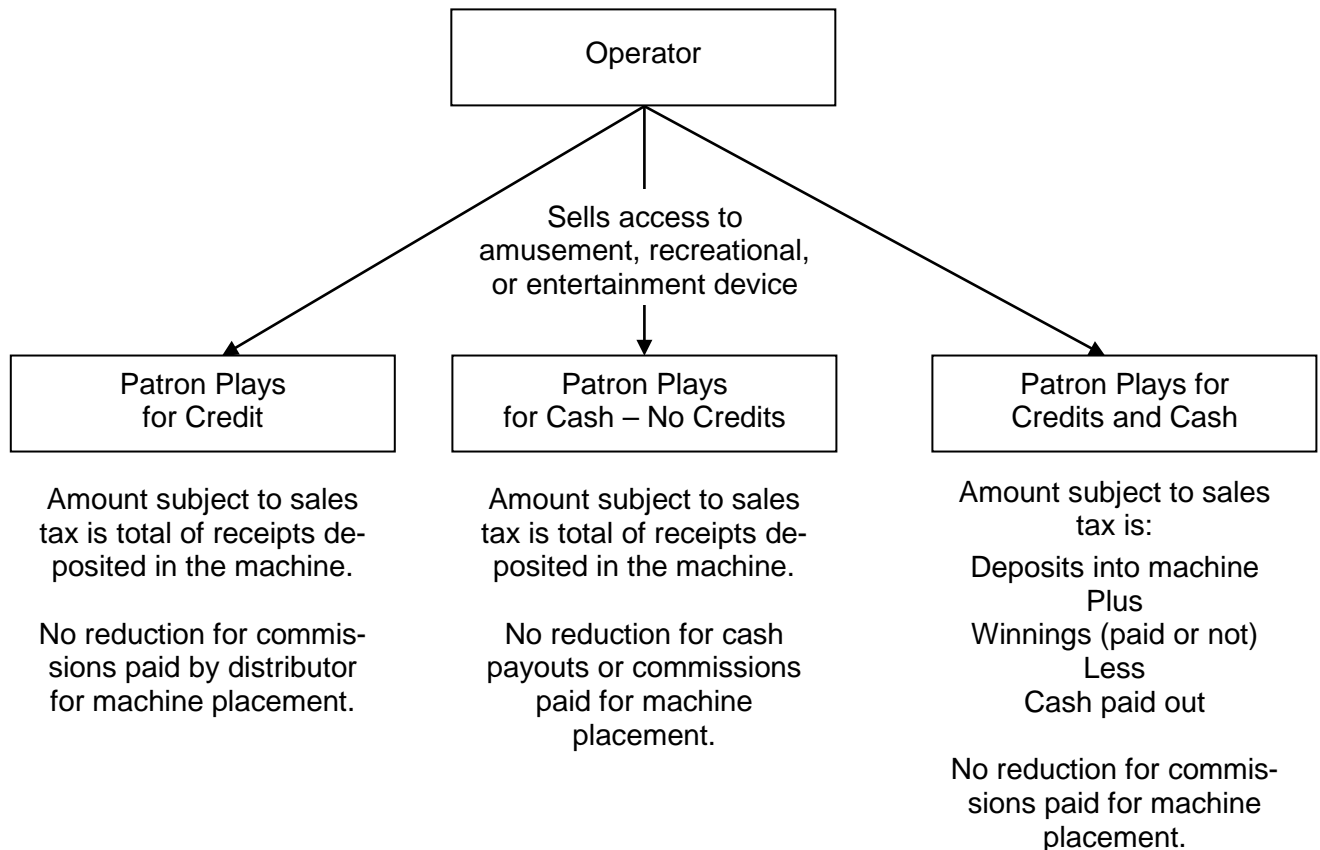 Operator
Sells access to
amusement, recreational,
or entertainment device
Patron Plays
for Credit
Amount subject to sales
tax is total of receipts de-
posited in the machine.
No reduction for commis-
sions paid by distributor
for machine placement.
Patron Plays
for Cash – No Credits
Amount subject to sales
tax is total of receipts de-
posited in the machine.
No reduction for cash
payouts or commissions
paid for machine
placement.
Patron Plays for
Credits and Cash
Amount subject to sales
tax is:
Deposits into machine
Plus
Winnings (paid or not)
Less
Cash paid out
No reduction for commis-
sions paid for machine
placement.